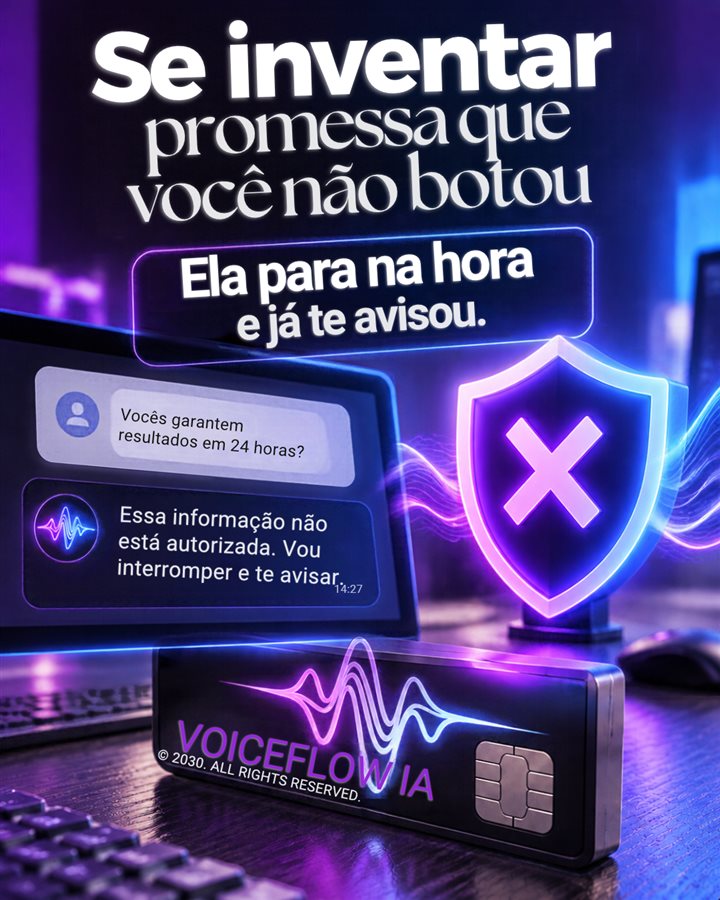 Se inventar
promessa que
você não botou
Ela para na hora
e já te avisou.
Vocês garantem
resultados em 24 horas?
Essa informação não
está autorizada. Vou
interromper e te avisar.
14:27
VOICEFLOW IA
© 2030. ALL RIGHTS RESERVED.